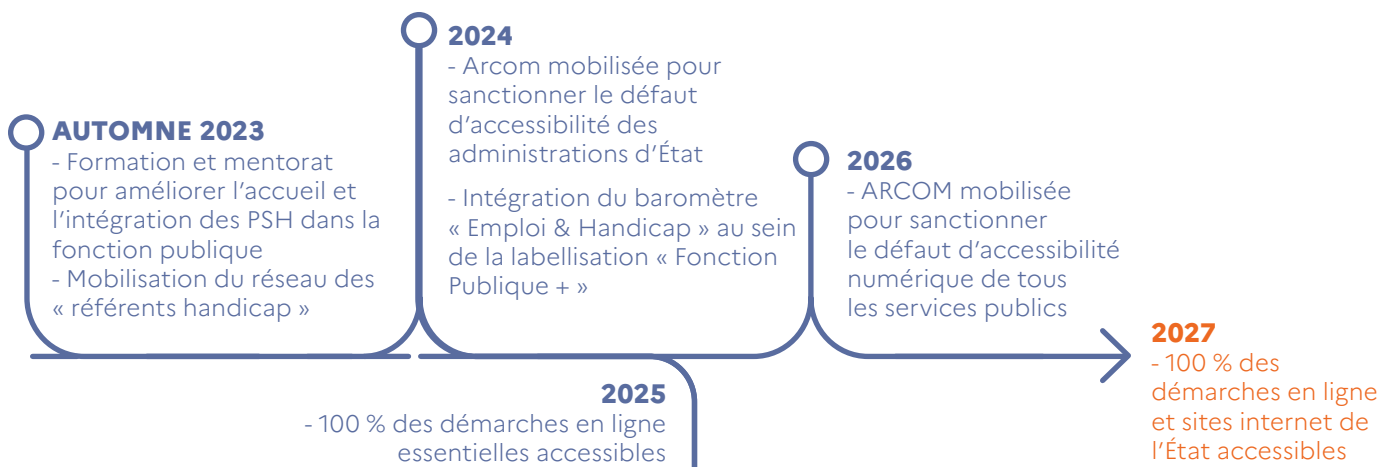 AUTOMNE 2023
- Formation et mentorat
pour améliorer l’accueil et
l’intégration des PSH dans la
fonction publique
- Mobilisation du réseau des
« référents handicap »
2024
- Arcom mobilisée pour
sanctionner le défaut
d’accessibilité des
administrations d’État
- Intégration du baromètre
« Emploi & Handicap » au sein
de la labellisation « Fonction
Publique + »
2025
- 100 % des démarches en ligne
essentielles accessibles
2026
- ARCOM mobilisée
pour sanctionner
le défaut d’accessibilité
numérique de tous
les services publics
2027
- 100 % des
démarches en ligne
et sites internet de
l’État accessibles